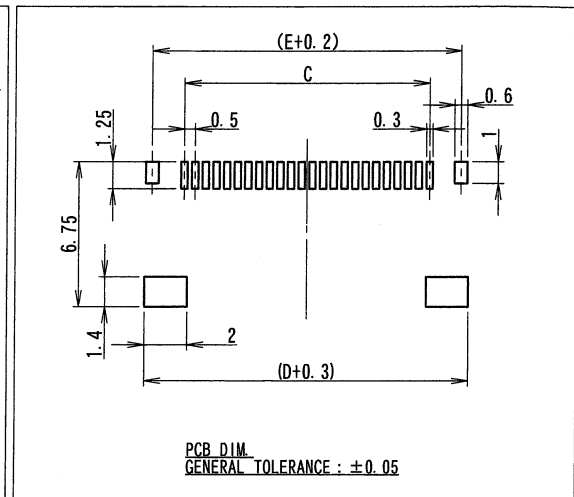 (E+0.2)
C
0.6
0.5
0.3
1.25
1
6.75
1.4
2
(D+0.3)
PCB DIM.
GENERAL TOLERANCE : ±0.05